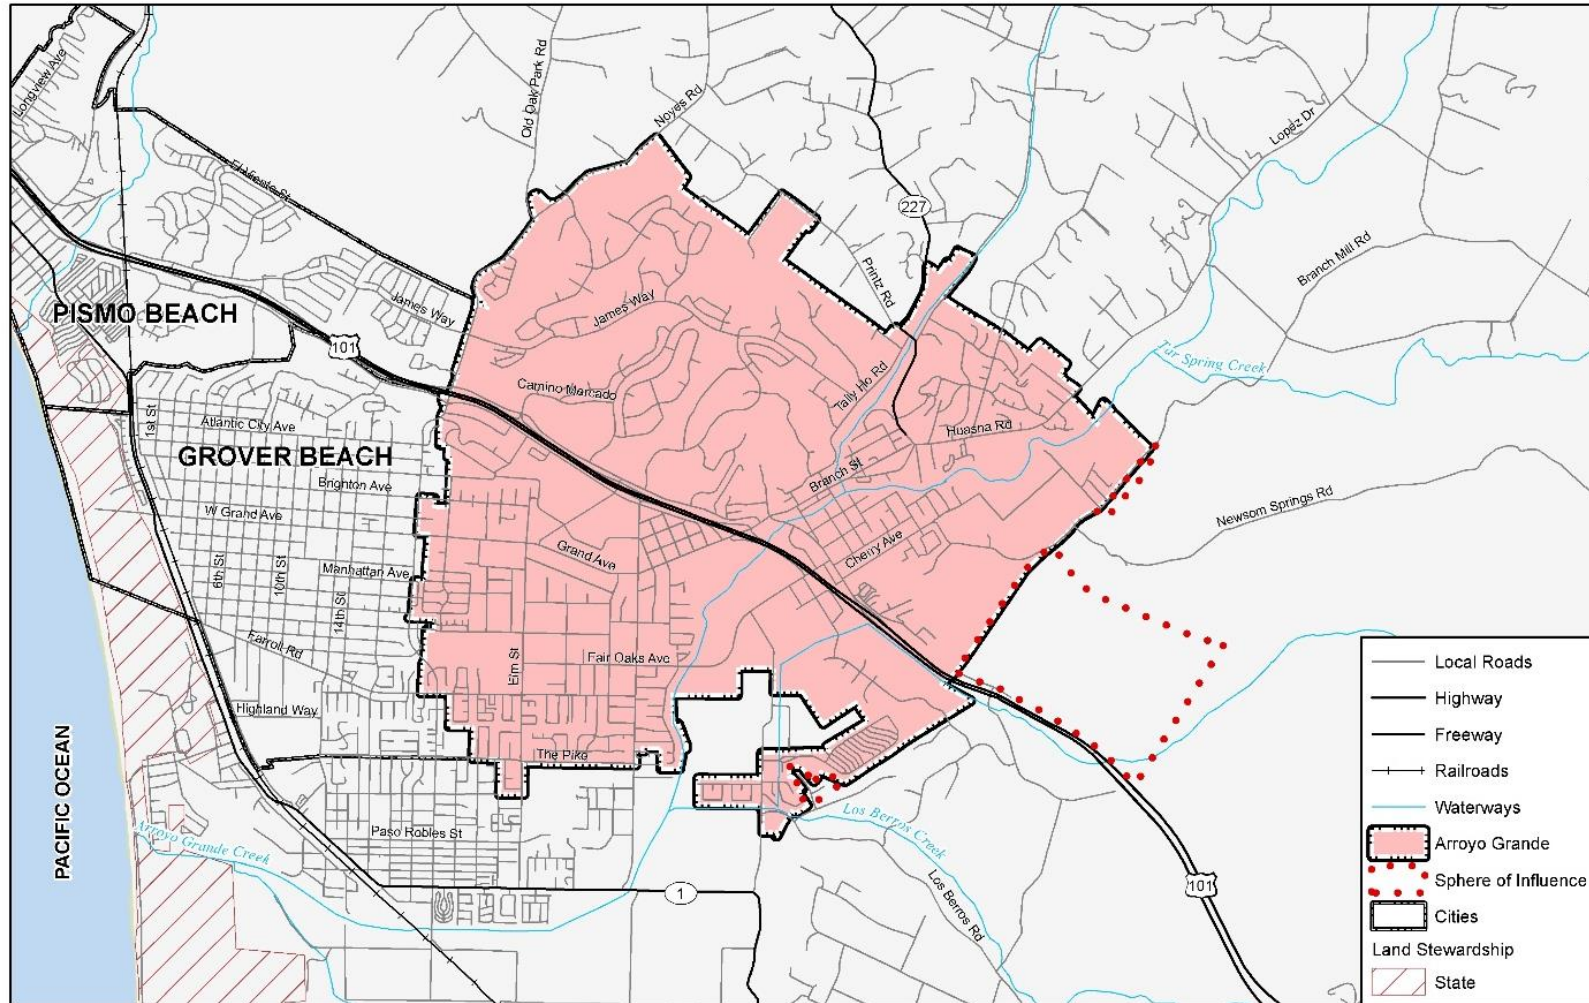 Longview Ave
Old Oak Park Rd
Noyes Rd
Lopez Dr
El Viento St
227
Printz Rd
Branch Mill Rd
James Way
James Way
PISMO BEACH
101
Tar Spring Creek
Camino Mercado
Tally Ho Rd
1st St
Atlantic City Ave
Huasna Rd
GROVER BEACH
Branch St
Brighton Ave
Newsom Springs Rd
W Grand Ave
Grand Ave
Cherry Ave
6th St
10th St
Manhattan Ave
14th St
Farroll Rd
Elm St
Fair Oaks Ave
Highland Way
The Pike
PACIFIC OCEAN
Arroyo Grande Creek
Paso Robles St
Los Berros Creek
Los Berros Rd
1
101
Local Roads
Highway
Freeway
Railroads
Waterways
Arroyo Grande
Sphere of Influence
Cities
Land Stewardship
State